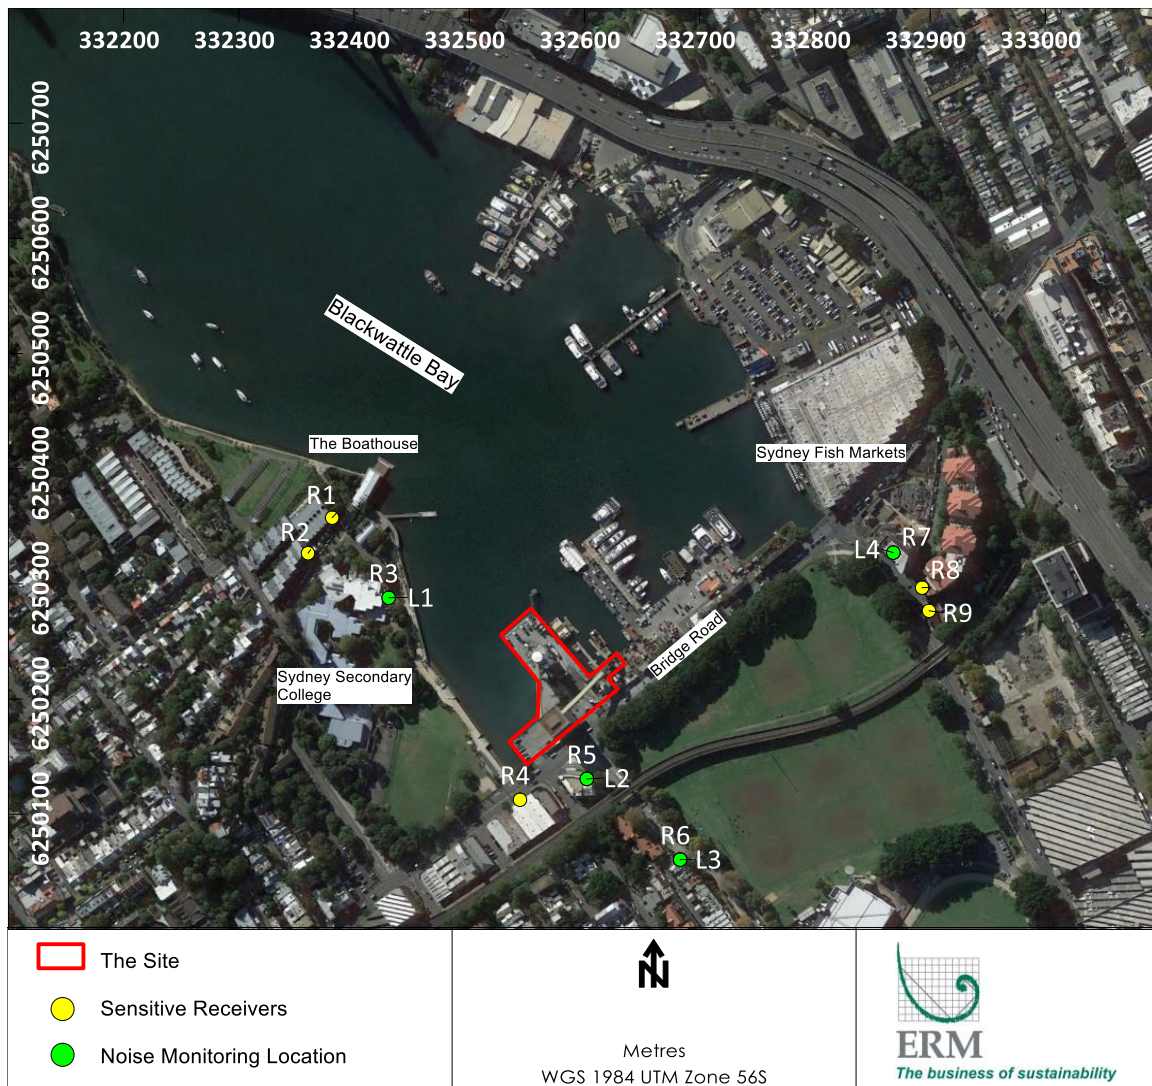 332200 332300 332400 332500 332600 332700 332800 332900 333000
6250700
6250600
6250500
6250400
6250300
6250200
6250100
Blackwattle Bay
The Boathouse
Sydney Fish Markets
R1
R2
R3
L1
L4 R7
R8
R9
Bridge Road
Sydney Secondary
College
R4
R5
L2
R6
L3
The Site
Sensitive Receivers
Noise Monitoring Location
N
Metres
WGS 1984 UTM Zone 56S
ERM
The business of sustainability